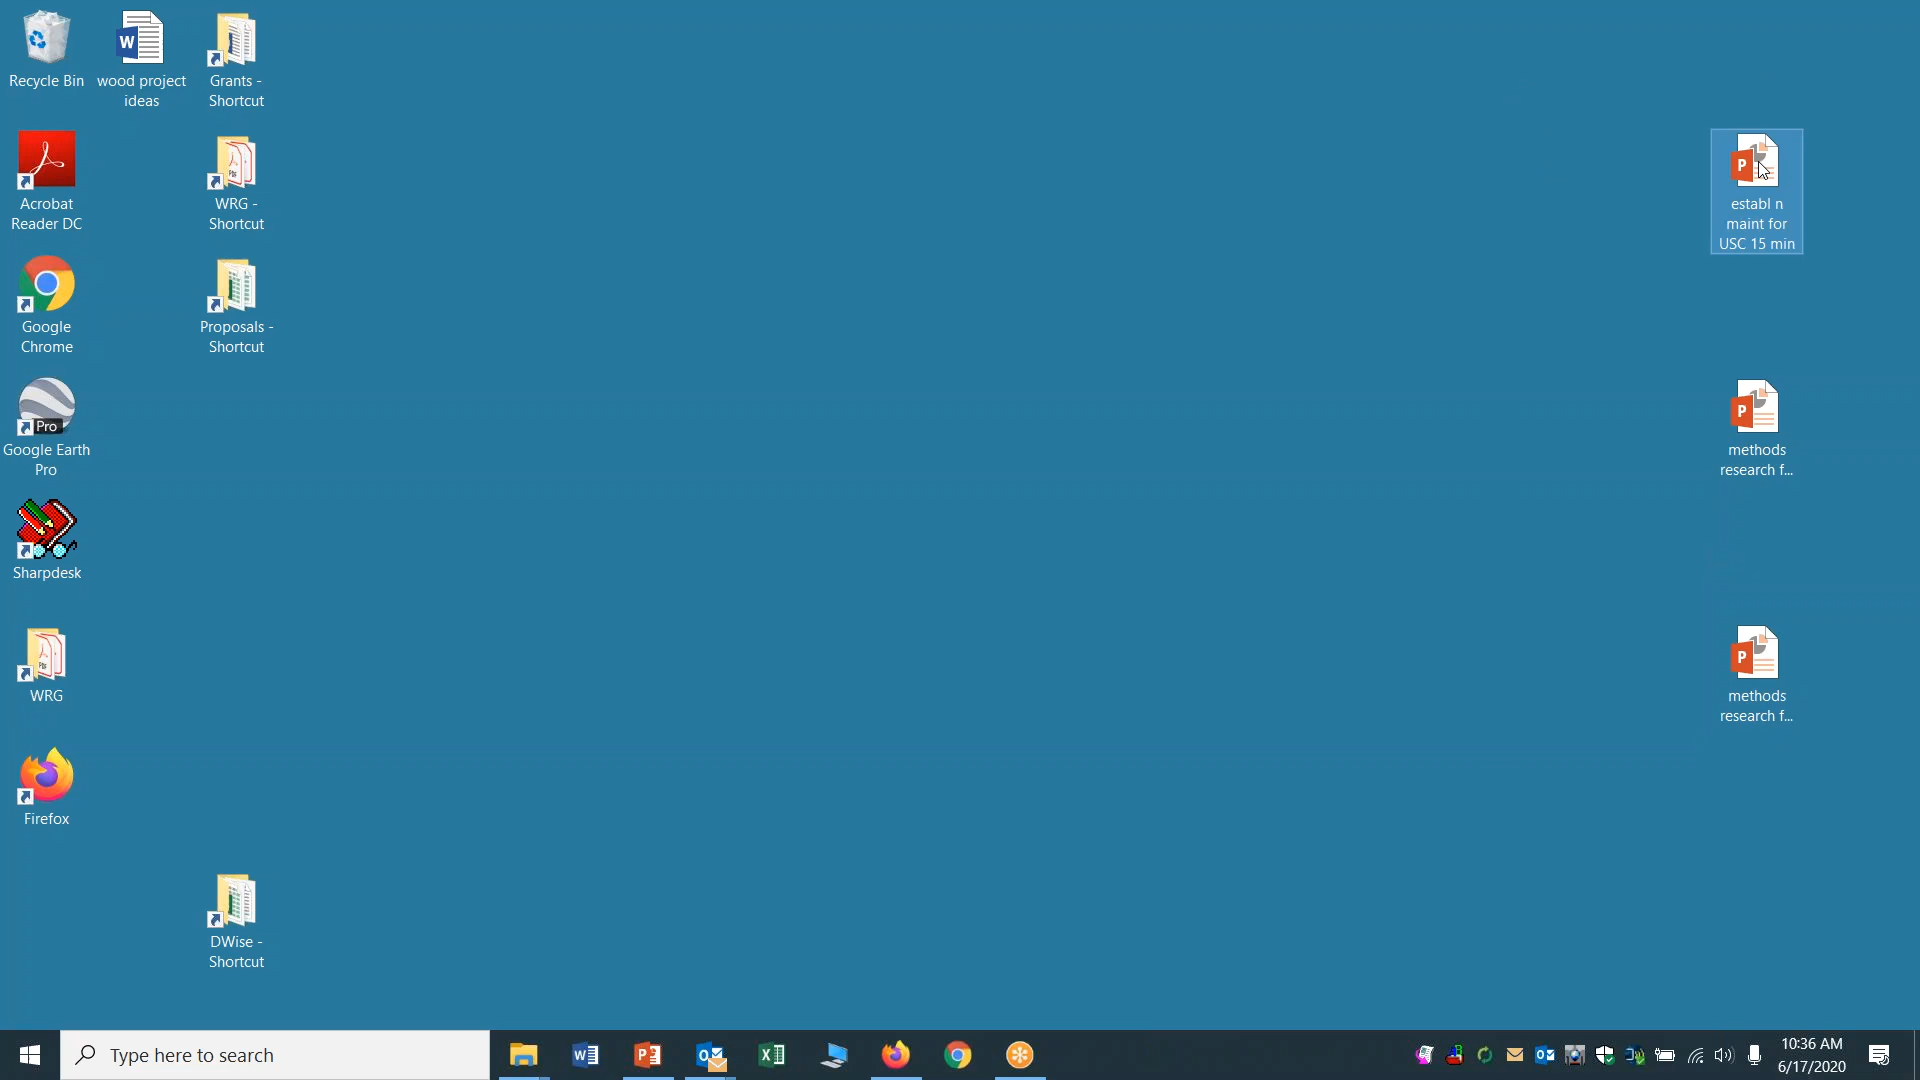 Recycle Bin
wood project
ideas
Grants -
Shortcut
Acrobat
Reader DC
WRG -
Shortcut
establ n
maint for
USC 15 min
Google
Chrome
Proposals -
Shortcut
Pro
Google Earth
Pro
methods
research f...
Sharpdesk
WRG
methods
research f...
Firefox
DWise -
Shortcut
Type here to search
10:36 AM
6/17/2020